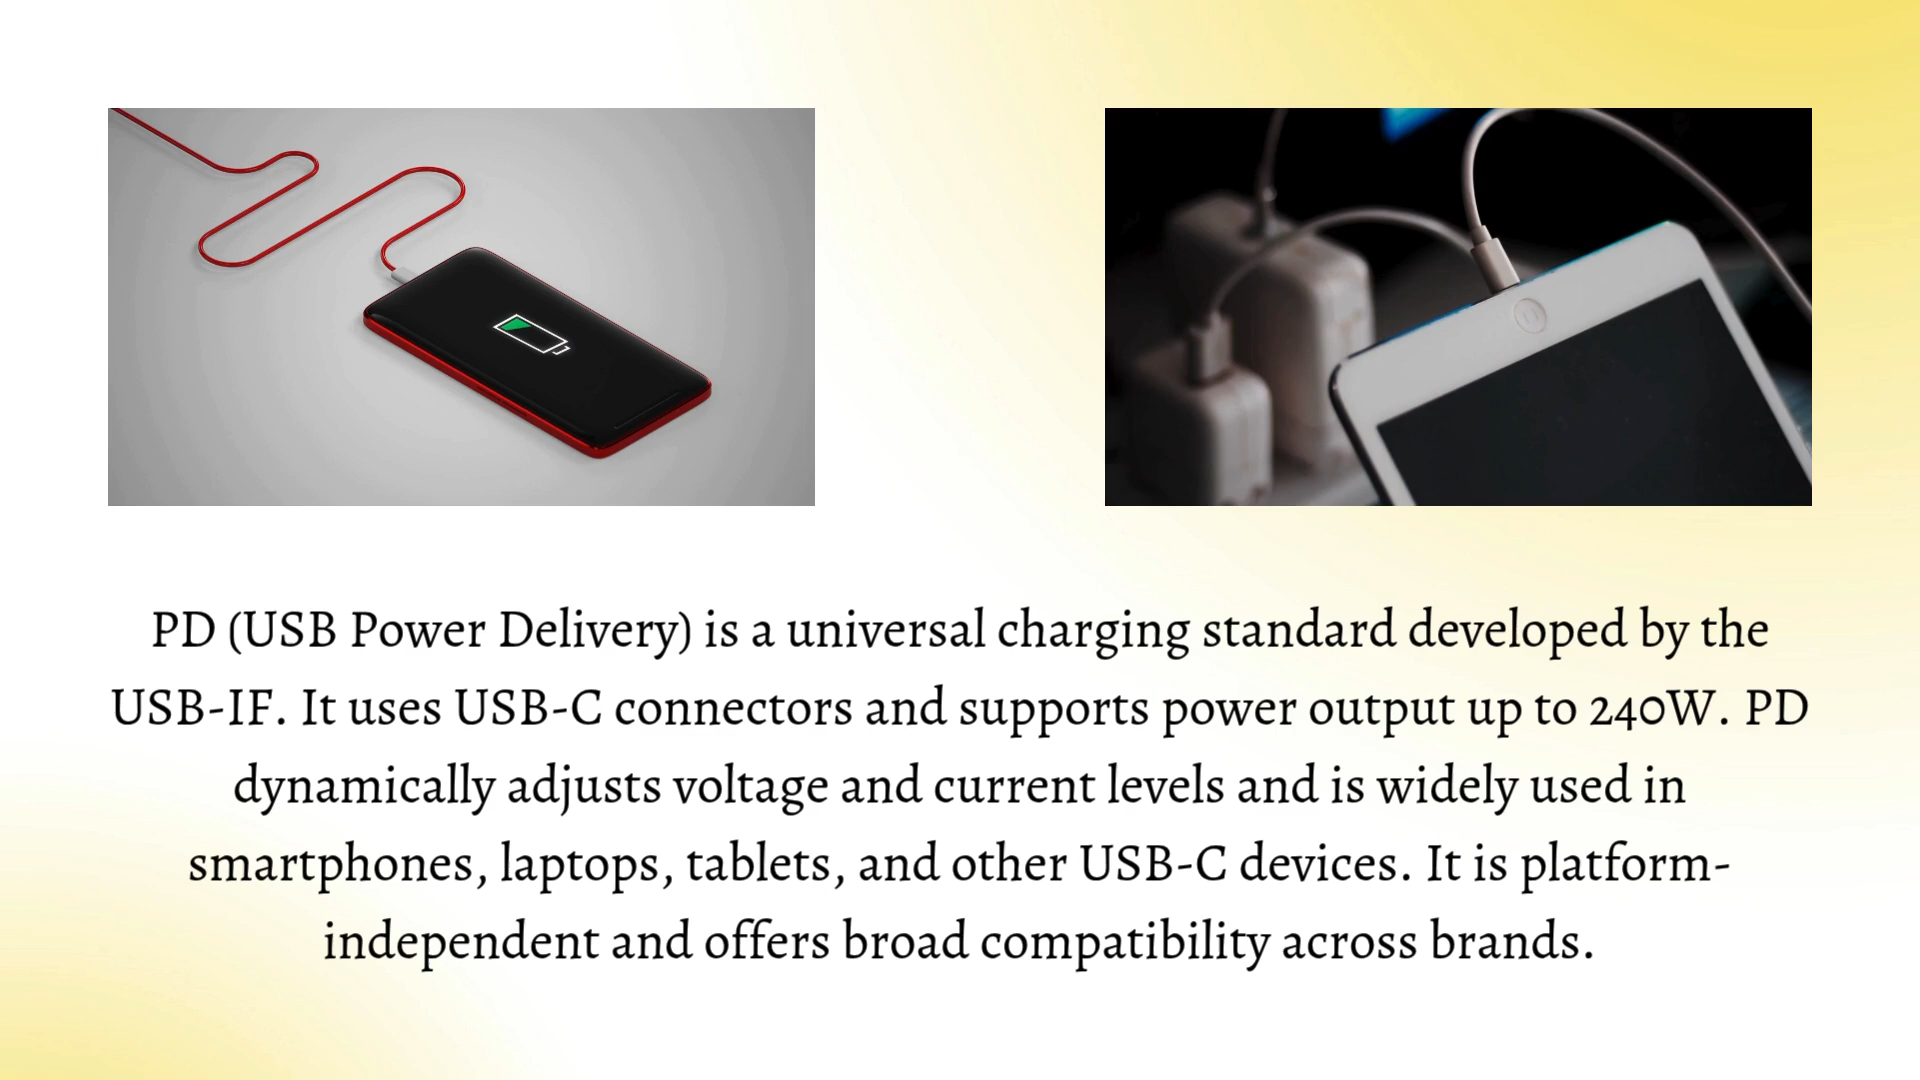 PD (USB Power Delivery) is a universal charging standard developed by the
USB-IF. It uses USB-C connectors and supports power output up to 240W. PD
dynamically adjusts voltage and current levels and is widely used in
smartphones, laptops, tablets, and other USB-C devices. It is platform-
independent and offers broad compatibility across brands.